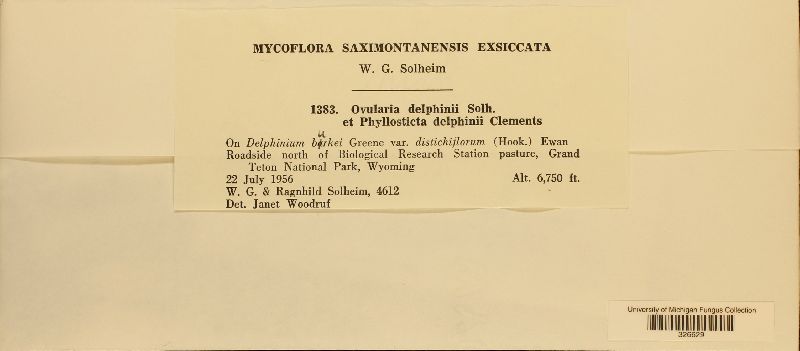 MYCOFLORA SAXIMONTANENSIS EXSICCATA
W. G. Solheim
1383. Ovularia delphinii Solh.
et Phyllosticta delphinii Clements
On Delphinium burkei Greene var. distichiflorum (Hook.) Ewan
Roadside north of Biological Research Station pasture, Grand
Teton National Park, Wyoming
22 July 1956 Alt. 6,750 ft.
W. G. & Ragnhild Solheim, 4612
Det. Janet Woodruf
University of Michigan Fungus Collection
326629